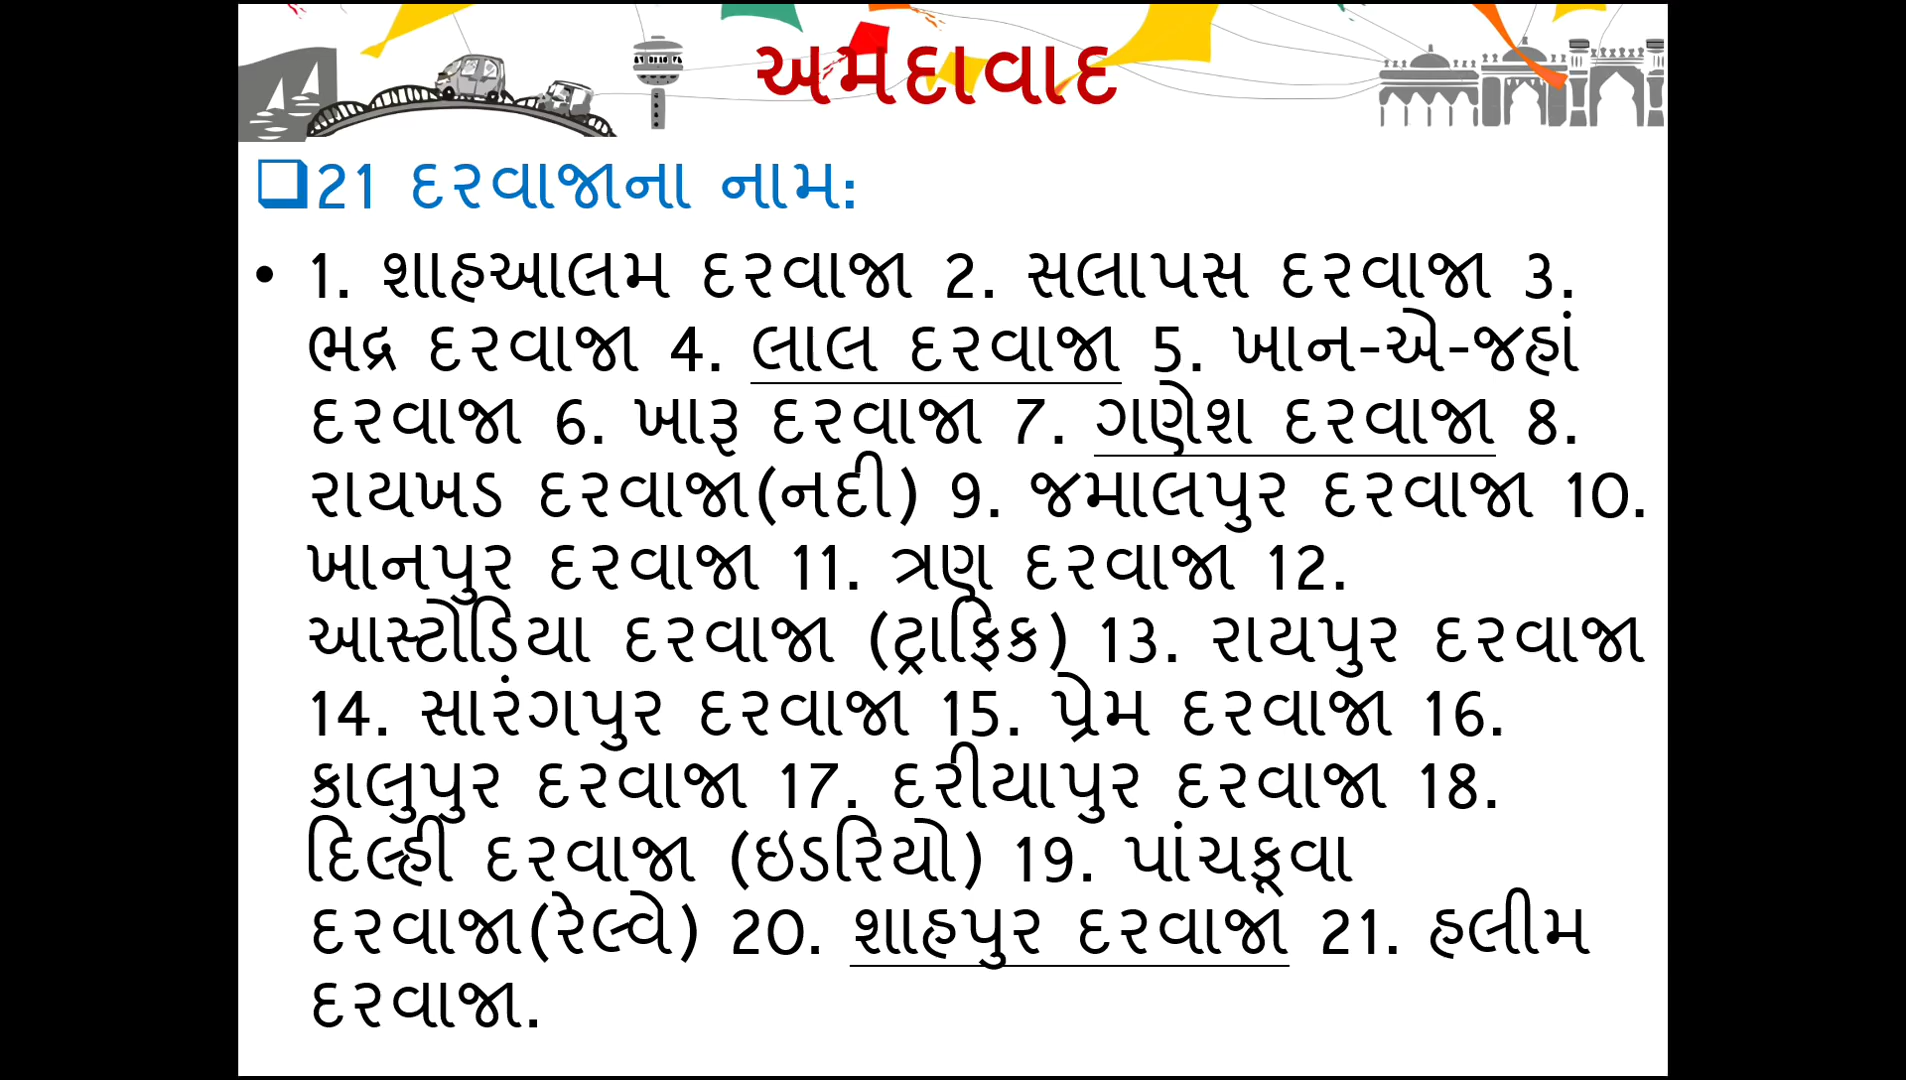 અમદાવાદ
❑21 દરવાજાના નામ:
• 1. શાહઆલમ દરવાજા 2. સલાપસ દરવાજા 3.
ભદ્ર દરવાજા 4. લાલ દરવાજા 5. ખાન-એ-જહાં
દરવાજા 6. ખારૂ દરવાજા 7. ગણેશ દરવાજા 8.
રાયખડ દરવાજા(નદી) 9. જમાલપુર દરવાજા 10.
ખાનપુર દરવાજા 11. ત્રણ દરવાજા 12.
આસ્ટોડિયા દરવાજા (ટ્રાફિક) 13. રાયપુર દરવાજા
14. સારંગપુર દરવાજા 15. પ્રેમ દરવાજા 16.
કાલુપુર દરવાજા 17. દરીયાપુર દરવાજા 18.
દિલ્હી દરવાજા (ઇડરિયો) 19. પાંચકૂવા
દરવાજા(રેલ્વે) 20. શાહપુર દરવાજા 21. હલીમ
દરવાજા.